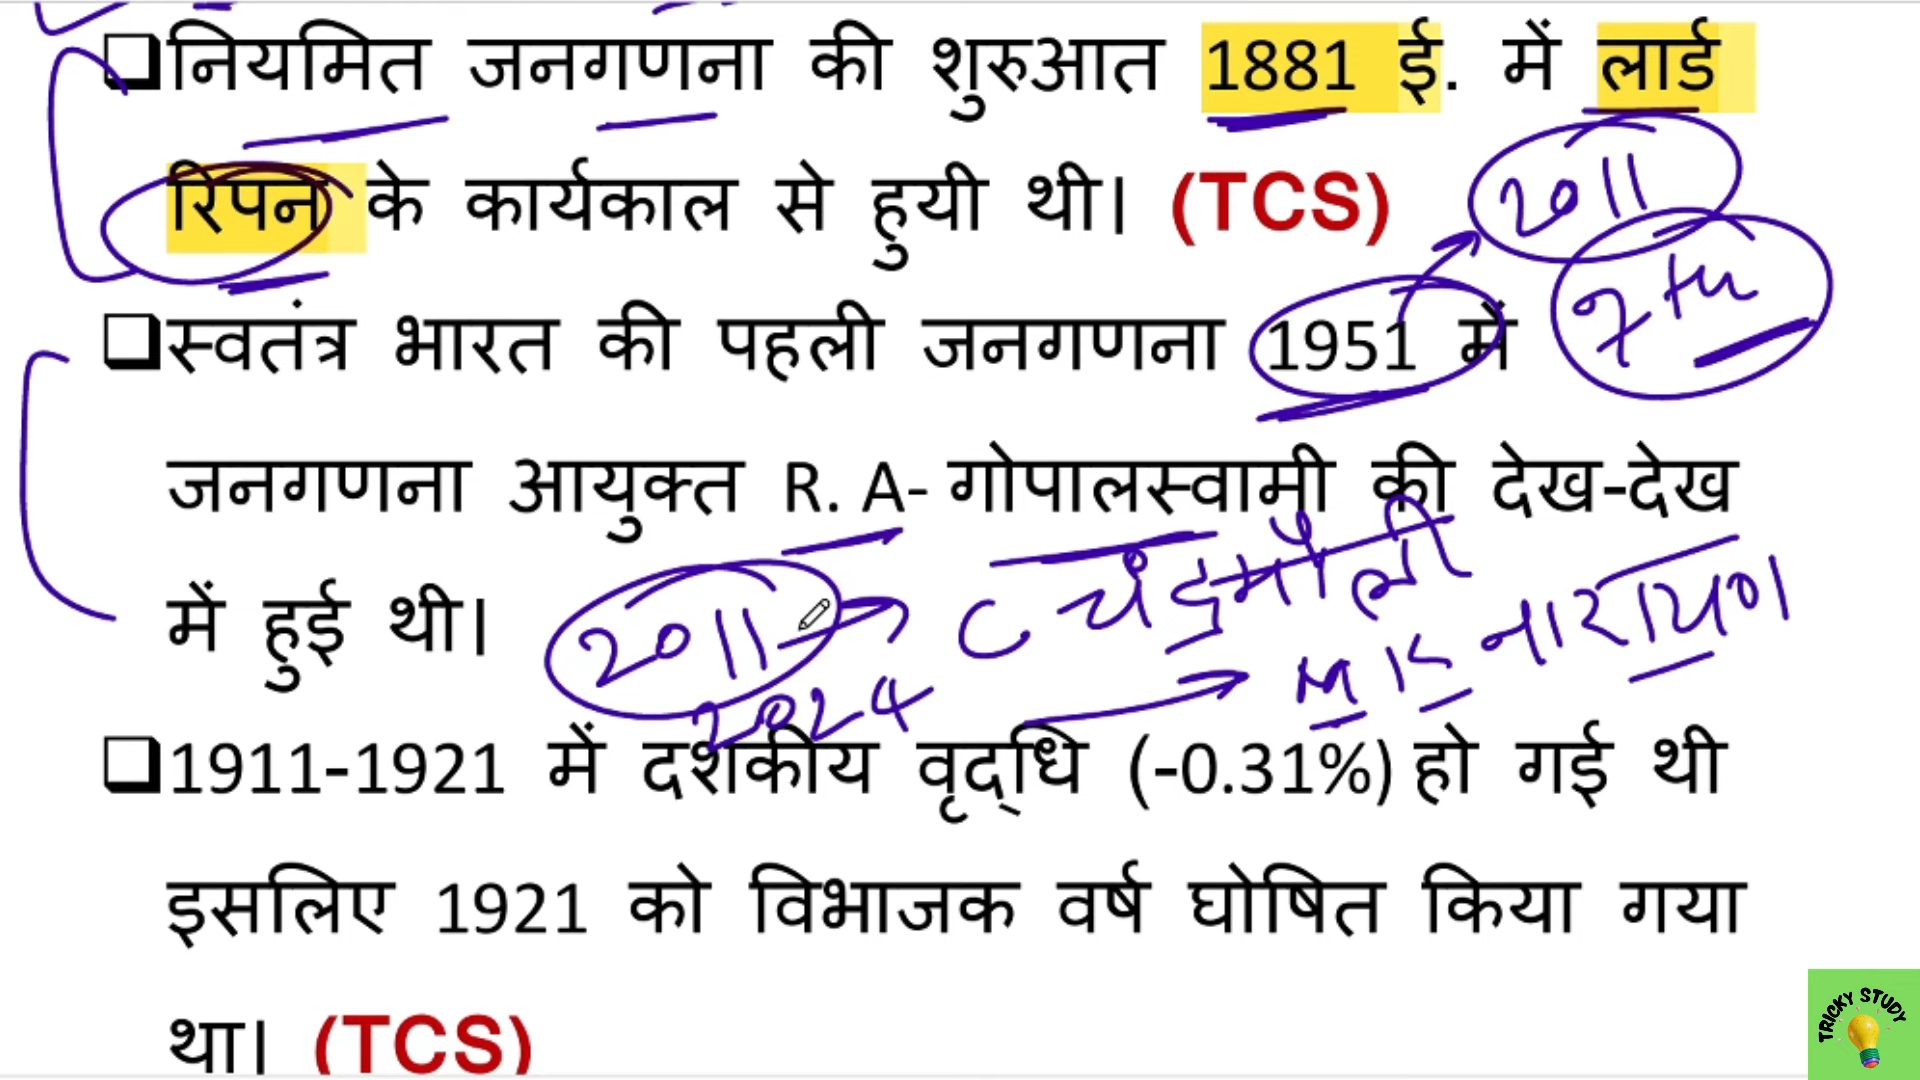 ❑नियमित जनगणना की शुरुआत 1881 ई. में लार्ड
रिपन के कार्यकाल से हुयी थी। (TCS)
2011
7th
❑स्वतंत्र भारत की पहली जनगणना 1951 में
जनगणना आयुक्त R. A- गोपालस्वामी की देख-देख
में हुई थी।
2011 → C चंद्रमौली
2024 → M K नारायण
❑1911-1921 में दशकीय वृद्धि (-0.31%) हो गई थी
इसलिए 1921 को विभाजक वर्ष घोषित किया गया
था। (TCS)
TRICKY STUDY